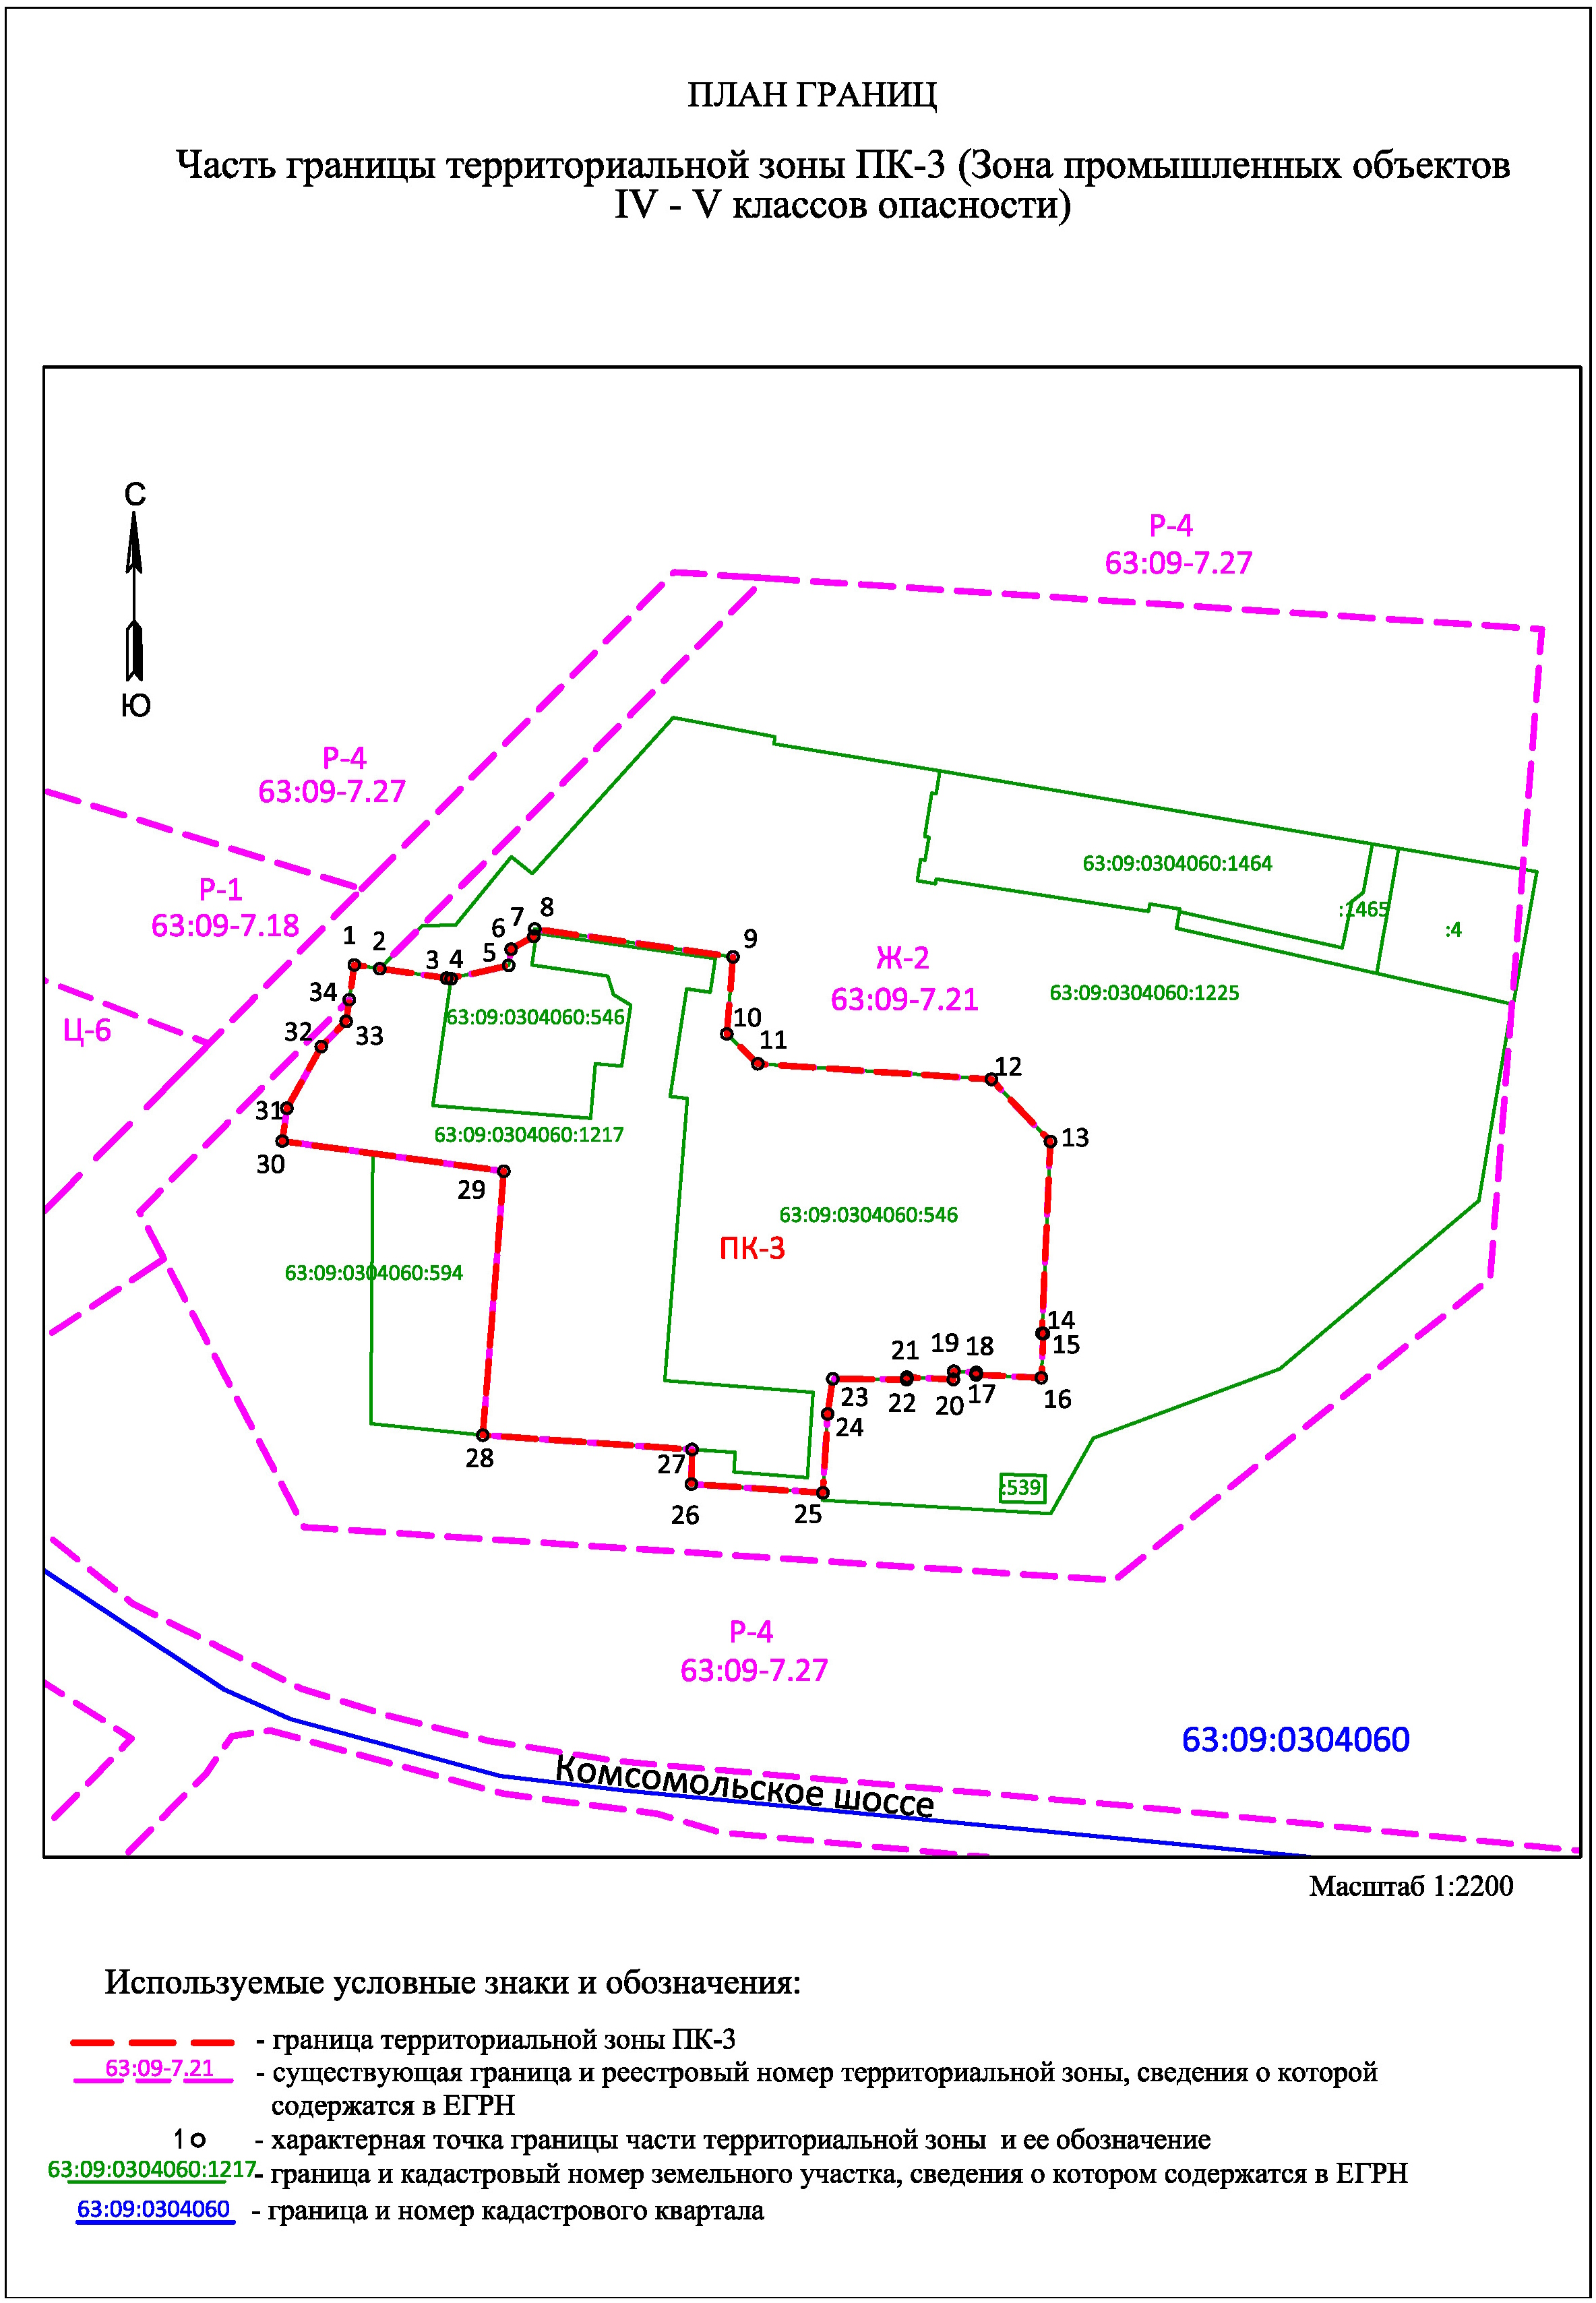 ПЛАН ГРАНИЦ
Часть границы территориальной зоны ПК-3 (Зона промышленных объектов
IV - V классов опасности)
С
Ю
Р-4
63:09-7.27
Р-4
63:09-7.27
Р-1
63:09-7.18
Ц-6
Ж-2
63:09-7.21
63:09:0304060:1464
:1465
:4
63:09:0304060:1225
1
2
3
4
5
6
7
8
9
10
11
12
13
14
15
16
17
18
19
20
21
22
23
24
25
26
27
28
29
30
31
32
33
34
63:09:0304060:546
63:09:0304060:1217
63:09:0304060:546
ПК-3
63:09:0304060:594
:539
Р-4
63:09-7.27
63:09:0304060
Комсомольское шоссе
Масштаб 1:2200
Используемые условные знаки и обозначения:
- граница территориальной зоны ПК-3
63:09-7.21 - существующая граница и реестровый номер территориальной зоны, сведения о которой
содержатся в ЕГРН
1 - характерная точка границы части территориальной зоны и ее обозначение
63:09:0304060:1217 - граница и кадастровый номер земельного участка, сведения о котором содержатся в ЕГРН
63:09:0304060 - граница и номер кадастрового квартала